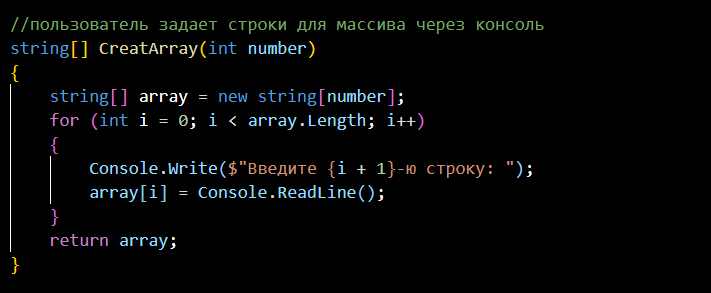 //пользователь задает строки для массива через консоль
string[] CreatArray(int number)
{
    string[] array = new string[number];
    for (int i = 0; i < array.Length; i++)
    {
        Console.Write($"Введите {i + 1}-ю строку: ");
        array[i] = Console.ReadLine();
    }
    return array;
}